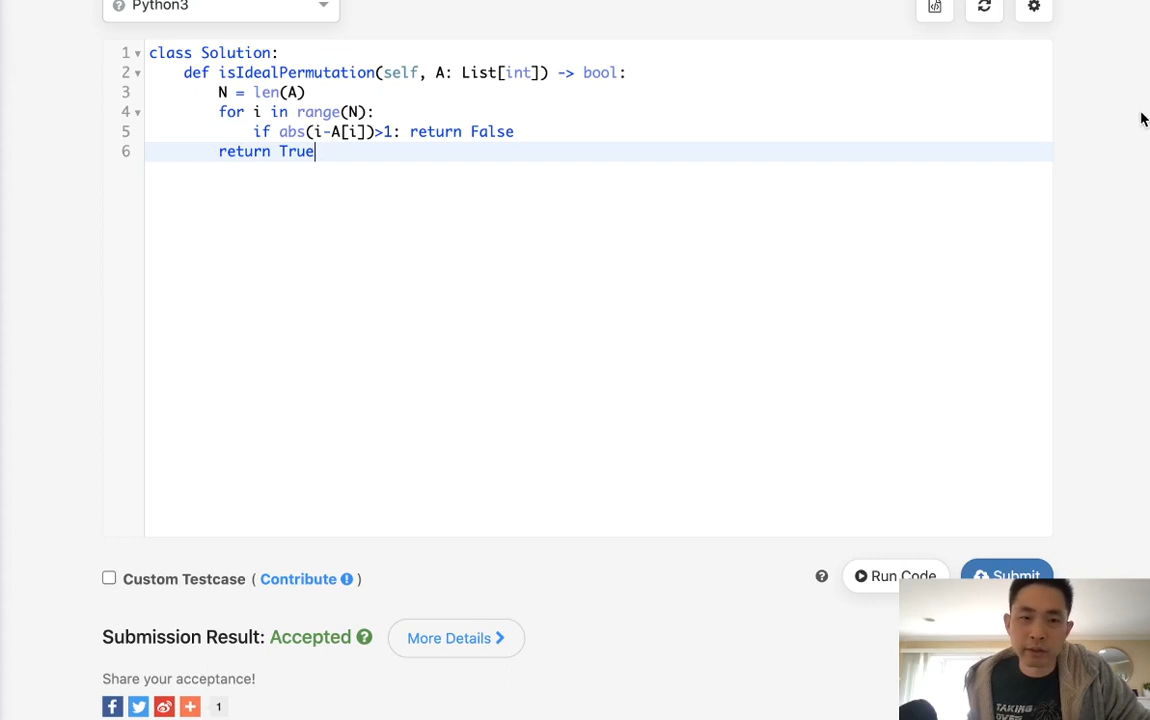 Python3
1 class Solution:
2 def isIdealPermutation(self, A: List[int]) -> bool:
3 N = len(A)
4 for i in range(N):
5 if abs(i-A[i])>1: return False
6 return True
Custom Testcase ( Contribute )
Run Code
Submit
Submission Result: Accepted
More Details
Share your acceptance!
1
TAKING
OVER